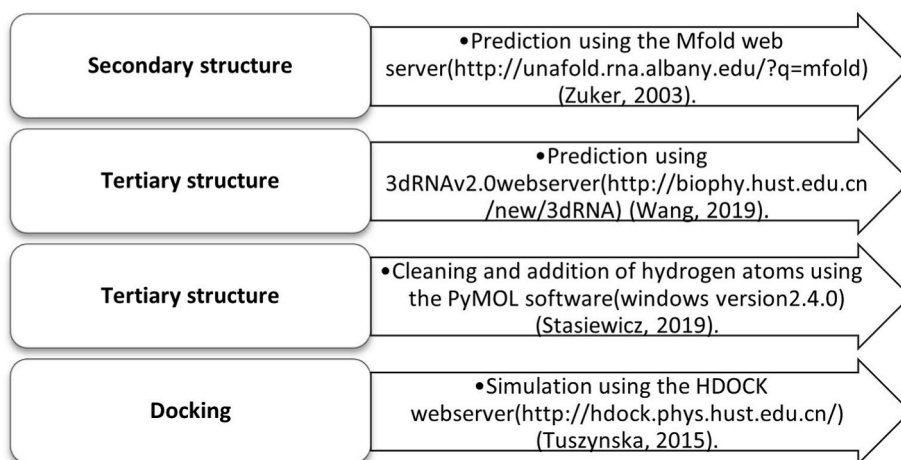 Secondary structure
•Prediction using the Mfold web
server(http://unafold.rna.albany.edu/?q=mfold)
(Zuker, 2003).
Tertiary structure
•Prediction using
3dRNAv2.0webserver(http://biophy.hust.edu.cn
/new/3dRNA) (Wang, 2019).
Tertiary structure
•Cleaning and addition of hydrogen atoms using
the PyMOL software(windows version2.4.0)
(Stasiewicz, 2019).
Docking
•Simulation using the HDOCK
webserver(http://hdock.phys.hust.edu.cn/)
(Tuszynska, 2015).